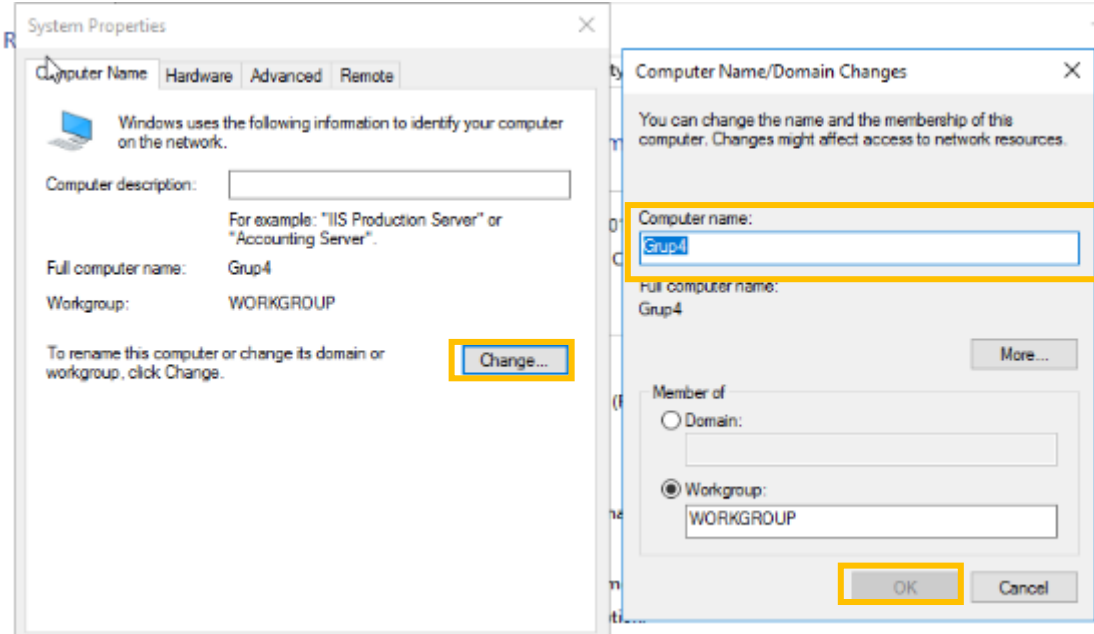 System Properties
Computer Name Hardware Advanced Remote
Windows uses the following information to identify your computer
on the network.
Computer description:
For example: "IIS Production Server" or
"Accounting Server".
Full computer name: Grup4
Workgroup: WORKGROUP
To rename this computer or change its domain or
workgroup, click Change.
Change...
Computer Name/Domain Changes
You can change the name and the membership of this
computer. Changes might affect access to network resources.
Computer name:
Grup4
Full computer name:
Grup4
More...
Member of
Domain:
Workgroup:
WORKGROUP
OK Cancel